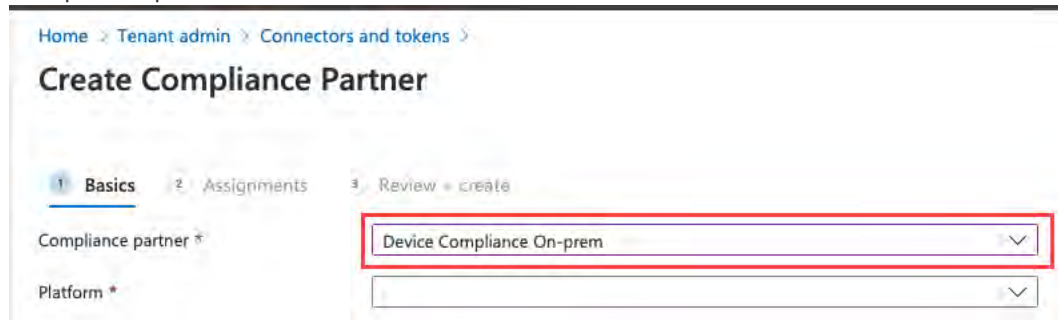 Home > Tenant admin > Connectors and tokens >
Create Compliance Partner
1 Basics 2 Assignments 3 Review + create
Compliance partner * Device Compliance On-prem
Platform *